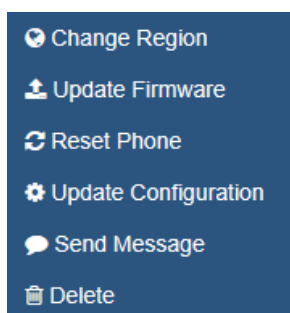 Change Region
Update Firmware
Reset Phone
Update Configuration
Send Message
Delete